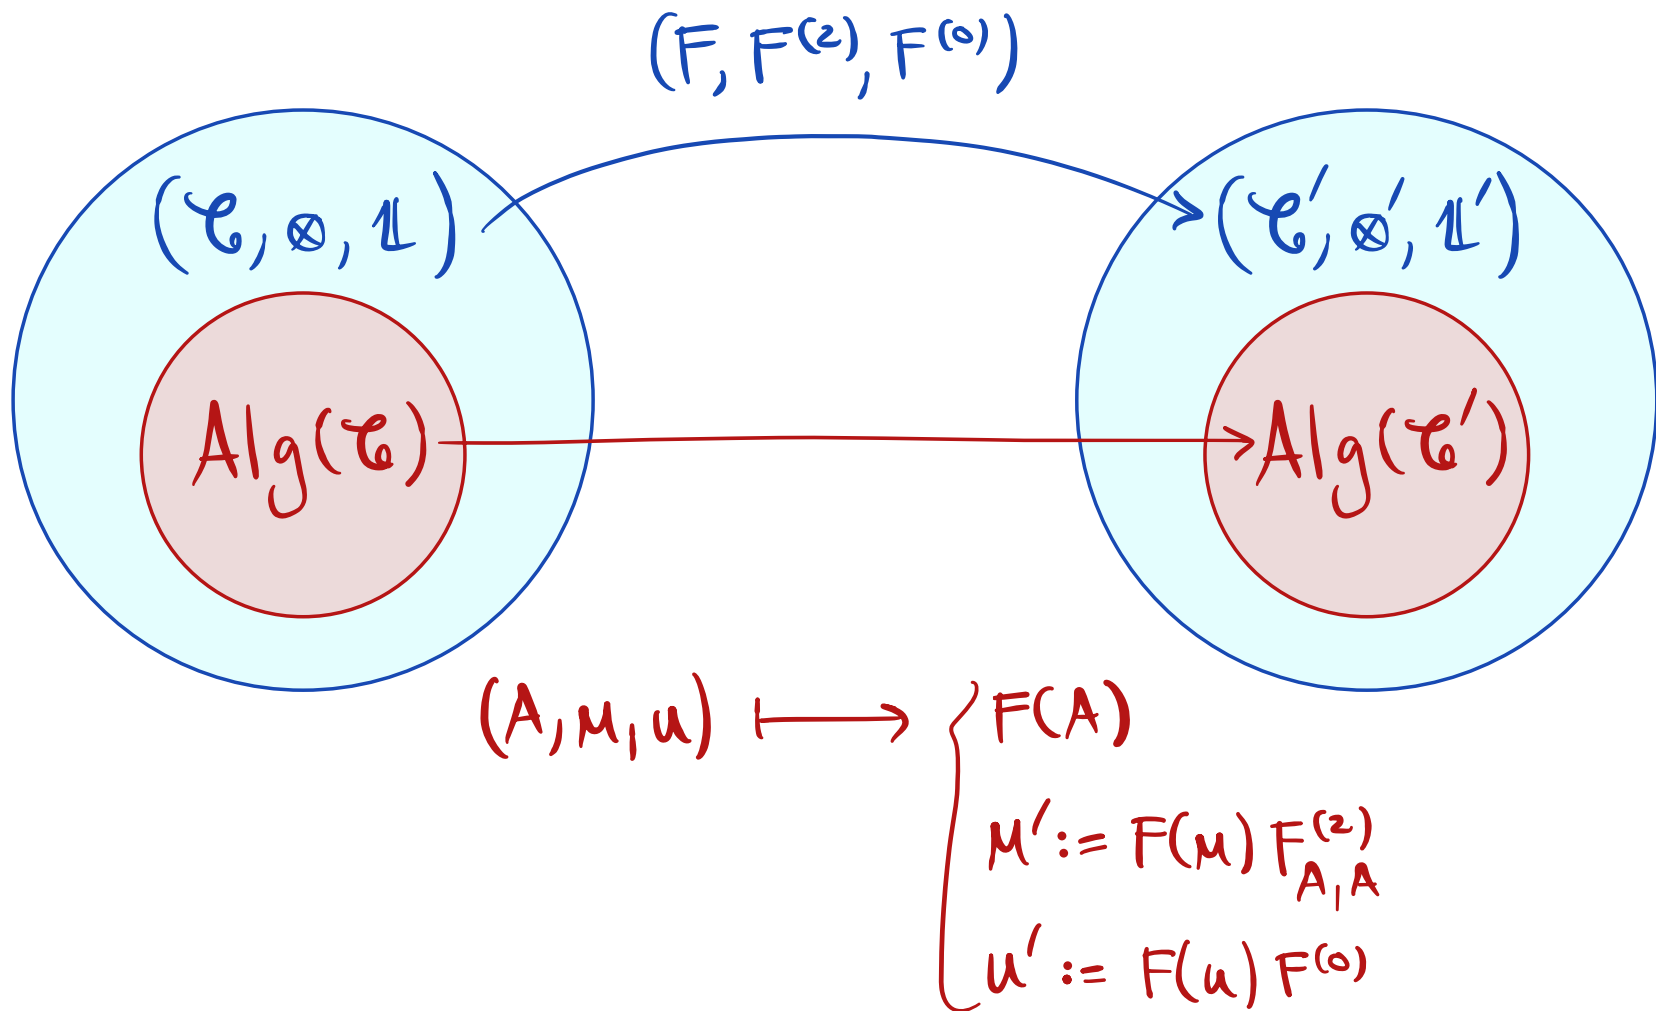 (F, F⁽²⁾, F⁽⁰⁾)
(𝒞, ⊗, 𝟙)
(𝒞′, ⊗′, 𝟙′)
Alg(𝒞)
Alg(𝒞′)
(A, μ, u) ⟼ { F(A)
μ′ := F(μ) F⁽²⁾_{A,A}
u′ := F(u) F⁽⁰⁾